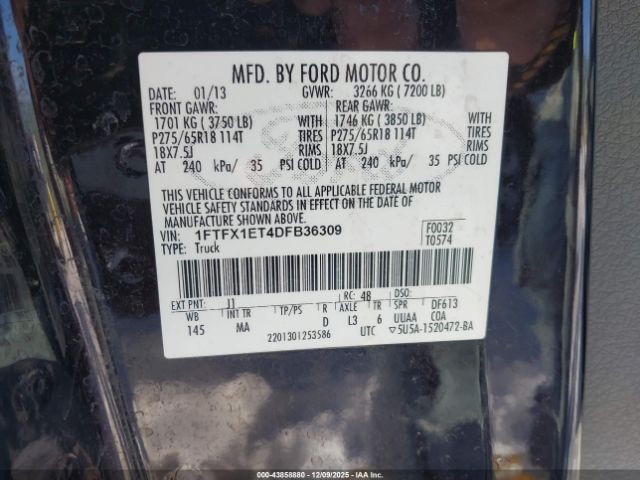 MFD. BY FORD MOTOR CO.
DATE: 01/13 GVWR: 3266 KG ( 7200 LB)
FRONT GAWR: REAR GAWR:
1701 KG ( 3750 LB) WITH 1746 KG ( 3850 LB) WITH
P275/65R18 114T TIRES P275/65R18 114T TIRES
18X7.5J RIMS 18X7.5J RIMS
AT 240 kPa/ 35 PSI COLD AT 240 kPa/ 35 PSI COLD
THIS VEHICLE CONFORMS TO ALL APPLICABLE FEDERAL MOTOR
VEHICLE SAFETY STANDARDS IN EFFECT ON THE DATE OF
MANUFACTURE SHOWN ABOVE.
VIN: 1FTFX1ET4DFB36309 F0032
TYPE: Truck T0574
EXT PNT: J1 RC: 48 DSO:
WB INT TR TP/PS R AXLE TR SPR DF613
145 MA D L3 6 UUAA COA
2201301253586 UTC ▽5U5A-1520472-BA
Stock#: 43858880 | 12/09/2025 | IAA Inc.